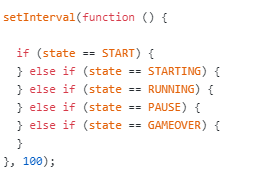 setInterval(function () {
if (state == START) {
} else if (state == STARTING) {
} else if (state == RUNNING) {
} else if (state == PAUSE) {
} else if (state == GAMEOVER) {
}
}, 100);